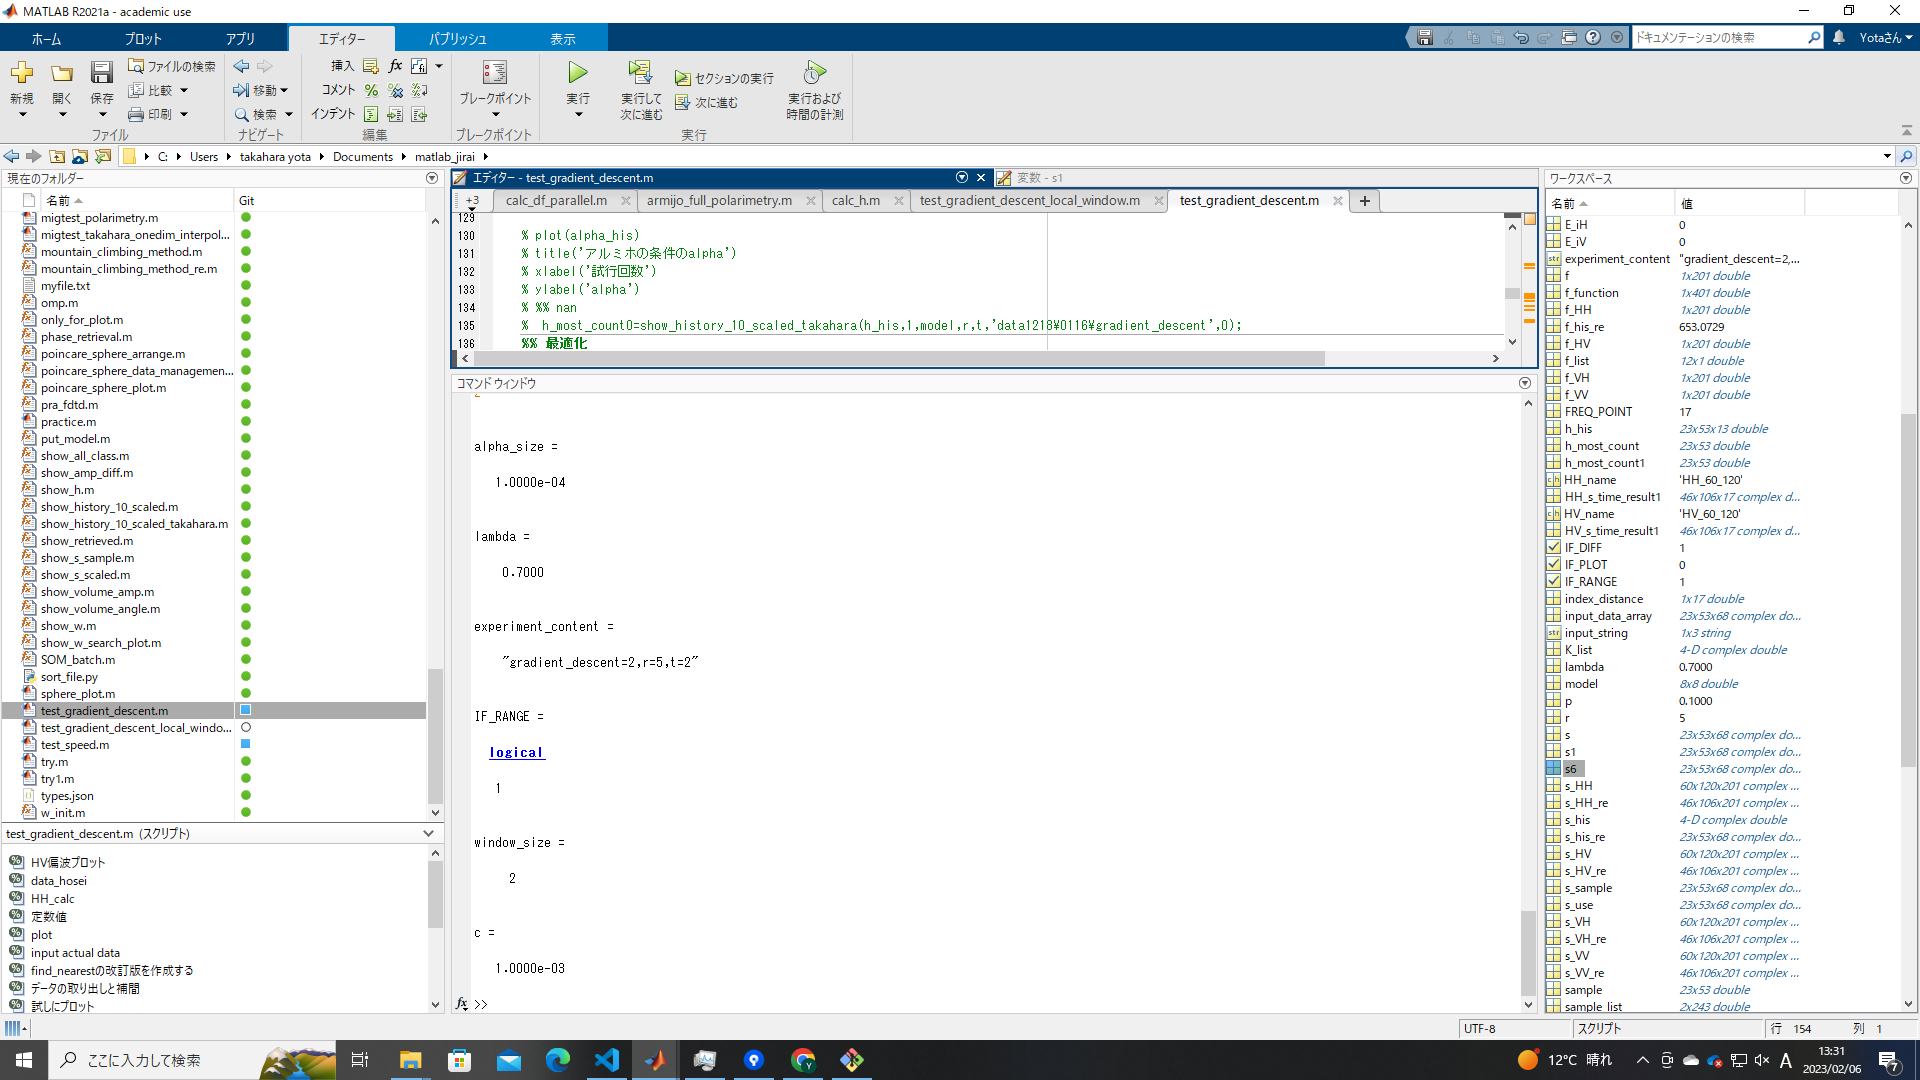 MATLAB R2021a - academic use
ホーム
プロット
アプリ
エディター
パブリッシュ
表示
ドキュメンテーションの検索
Yotaさん
新規
開く
保存
ファイルの検索
比較
印刷
ファイル
移動
検索
ナビゲート
挿入
コメント
インデント
編集
ブレークポイント
ブレークポイント
実行
実行して
次に進む
セクションの実行
次に進む
実行および
時間の計測
実行
C:
Users
takahara yota
Documents
matlab_jirai
現在のフォルダー
名前
Git
migtest_polarimetry.m
migtest_takahara_onedim_interpol...
mountain_climbing_method.m
mountain_climbing_method_re.m
myfile.txt
omp.m
only_for_plot.m
phase_retrieval.m
poincare_sphere_arrange.m
poincare_sphere_data_managemen...
poincare_sphere_plot.m
pra_fdtd.m
practice.m
put_model.m
show_all_class.m
show_amp_diff.m
show_h.m
show_history_10_scaled.m
show_history_10_scaled_takahara.m
show_retrieved.m
show_s_sample.m
show_s_scaled.m
show_volume_amp.m
show_volume_angle.m
show_w.m
show_w_search_plot.m
SOM_batch.m
sort_file.py
sphere_plot.m
test_gradient_descent.m
test_gradient_descent_local_windo...
test_speed.m
try.m
try1.m
types.json
w_init.m
test_gradient_descent.m (スクリプト)
HV偏波プロット
data_hosei
HH_calc
定数値
plot
input actual data
find_nearestの改訂版を作成する
データの取り出しと補間
試しにプロット
エディター - test_gradient_descent.m
変数 - s1
+3
calc_df_parallel.m
armijo_full_polarimetry.m
calc_h.m
test_gradient_descent_local_window.m
test_gradient_descent.m
129
130 % plot(alpha_his)
131 % title('アルミホの条件のalpha')
132 % xlabel('試行回数')
133 % ylabel('alpha')
134 % %% nan
135 % h_most_count0=show_history_10_scaled_takahara(h_his,1,model,r,t,'data1218¥0116¥gradient_descent',0);
136 %% 最適化
コマンド ウィンドウ
alpha_size =
1.0000e-04
lambda =
0.7000
experiment_content =
"gradient_descent=2,r=5,t=2"
IF_RANGE =
logical
1
window_size =
2
c =
1.0000e-03
fx >>
ワークスペース
名前 値
E_iH 0
E_iV 0
experiment_content "gradient_descent=2,...
f 1x201 double
f_function 1x401 double
f_HH 1x201 double
f_his_re 653.0729
f_HV 1x201 double
f_list 12x1 double
f_VH 1x201 double
f_VV 1x201 double
FREQ_POINT 17
h_his 23x53x13 double
h_most_count 23x53 double
h_most_count1 23x53 double
HH_name 'HH_60_120'
HH_s_time_result1 46x106x17 complex d...
HV_name 'HV_60_120'
HV_s_time_result1 46x106x17 complex d...
IF_DIFF 1
IF_PLOT 0
IF_RANGE 1
index_distance 1x17 double
input_data_array 23x53x68 complex do...
input_string 1x3 string
K_list 4-D complex double
lambda 0.7000
model 8x8 double
p 0.1000
r 5
s 23x53x68 complex do...
s1 23x53x68 complex do...
s6 23x53x68 complex do...
s_HH 60x120x201 complex ...
s_HH_re 46x106x201 complex ...
s_his 4-D complex double
s_his_re 23x53x68 complex do...
s_HV 60x120x201 complex ...
s_HV_re 46x106x201 complex ...
s_sample 23x53x68 complex do...
s_use 23x53x68 complex do...
s_VH 60x120x201 complex ...
s_VH_re 46x106x201 complex ...
s_VV 60x120x201 complex ...
s_VV_re 46x106x201 complex ...
sample 23x53 double
sample_list 2x243 double
UTF-8
スクリプト
行 154
列 1
ここに入力して検索
12°C 晴れ
A
13:31
2023/02/06
7